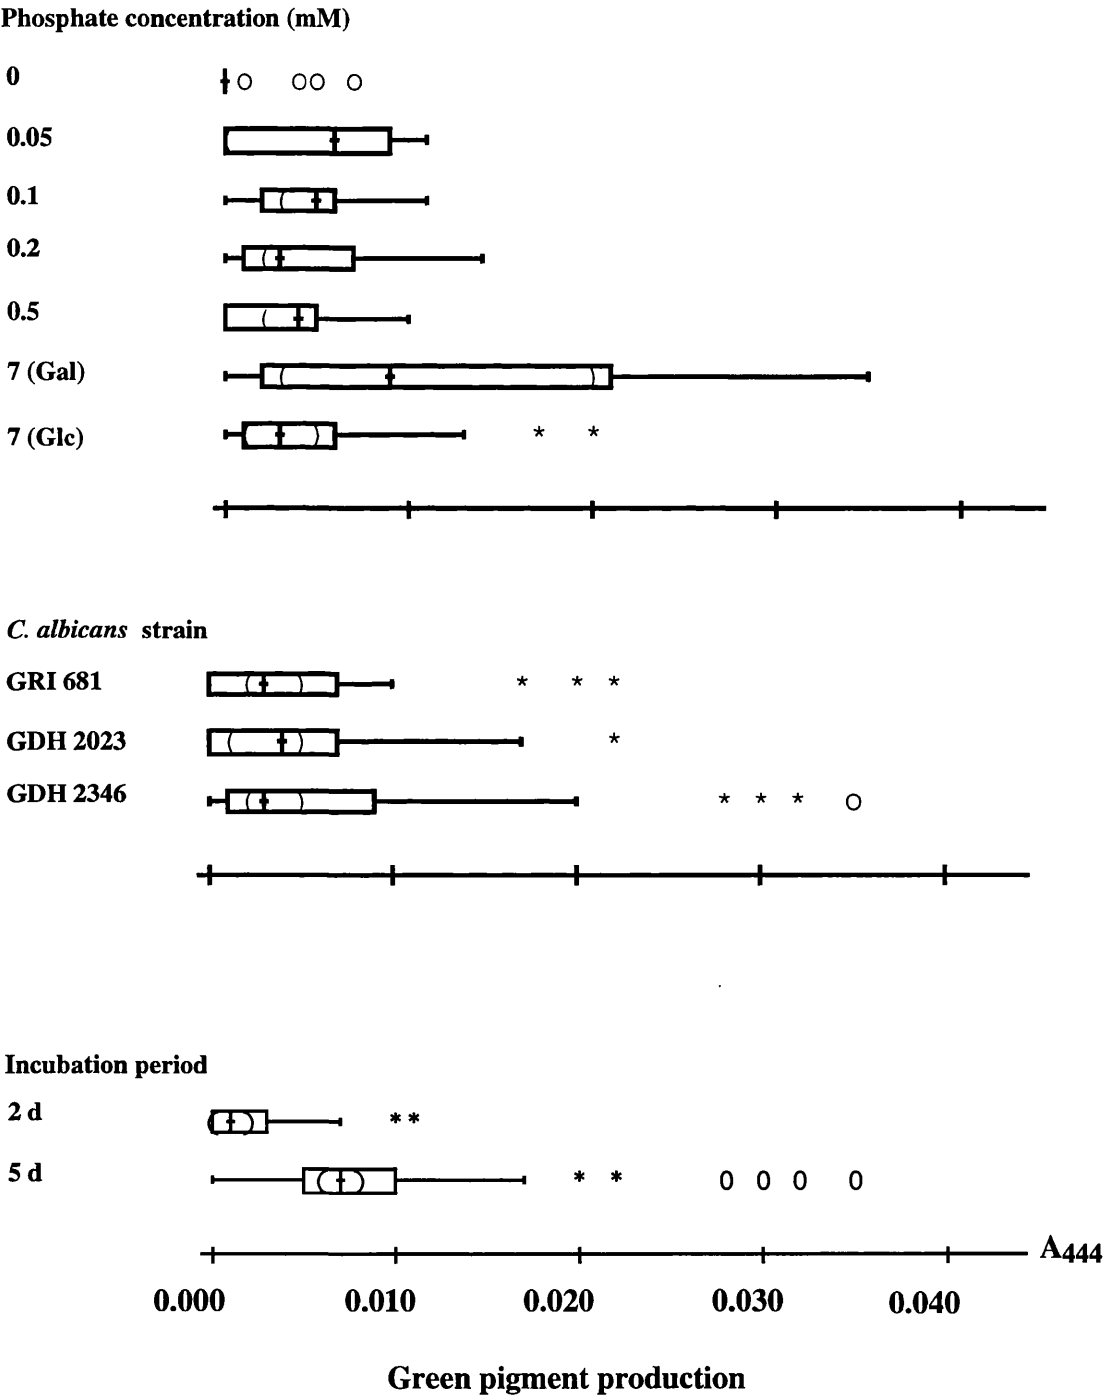 Phosphate concentration (mM)
0
0.05
0.1
0.2
0.5
7 (Gal)
7 (Glc)
* *
C. albicans strain
GRI 681
* * *
GDH 2023
*
GDH 2346
* * *
Incubation period
2 d
**
5 d
* *
A444
0.000 0.010 0.020 0.030 0.040
Green pigment production